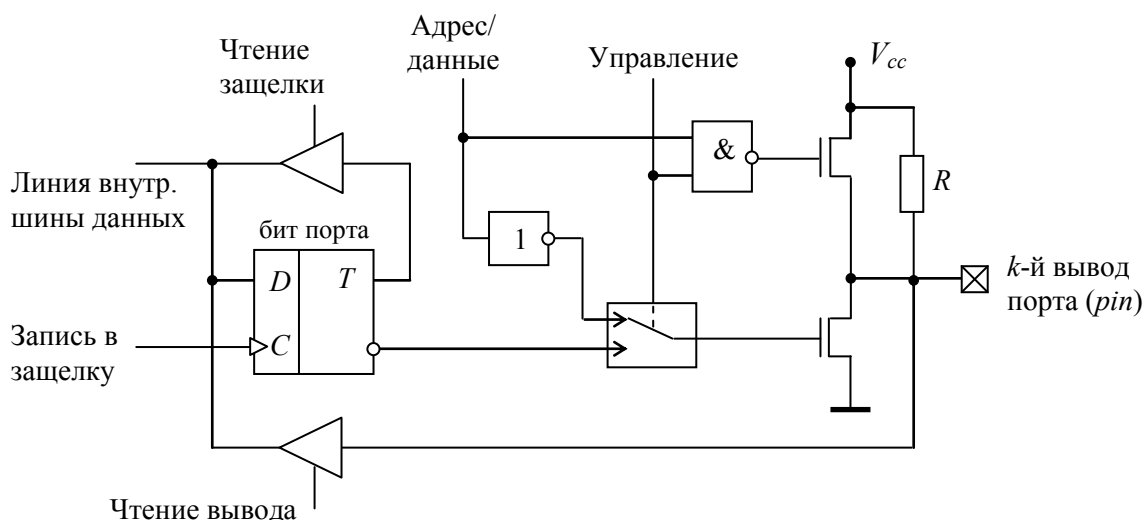 Адрес/
данные
Чтение
защелки
Управление
Vcc
&
R
Линия внутр.
шины данных
бит порта
1
D
T
k-й вывод
порта (pin)
Запись в
защелку
C
Чтение вывода